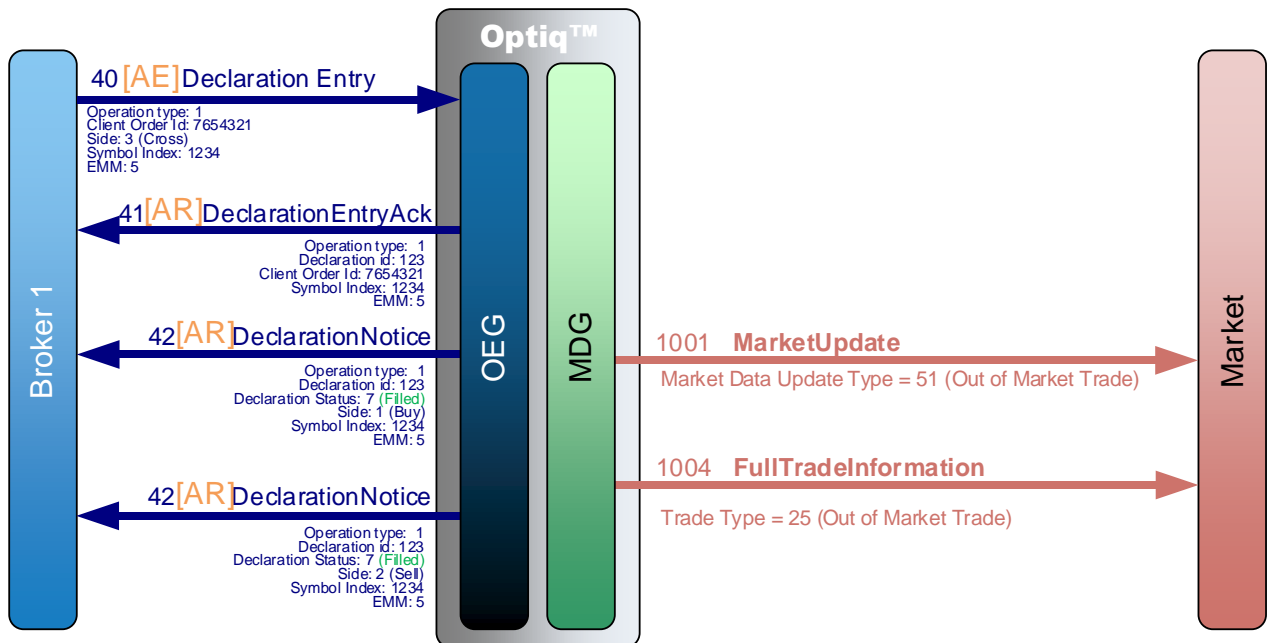 Optiq™
40 [AE] Declaration Entry
Operation type: 1
Client Order Id: 7654321
Side: 3 (Cross)
Symbol Index: 1234
EMM: 5
41 [AR] DeclarationEntryAck
Operation type: 1
Declaration id: 123
Client Order Id: 7654321
Symbol Index: 1234
EMM: 5
42 [AR] DeclarationNotice
Operation type: 1
Declaration id: 123
Declaration Status: 7 (Filled)
Side: 1 (Buy)
Symbol Index: 1234
EMM: 5
42 [AR] DeclarationNotice
Operation type: 1
Declaration id: 123
Declaration Status: 7 (Filled)
Side: 2 (Sell)
Symbol Index: 1234
EMM: 5
Broker 1
OEG
MDG
1001 MarketUpdate
Market Data Update Type = 51 (Out of Market Trade)
1004 FullTradeInformation
Trade Type = 25 (Out of Market Trade)
Market